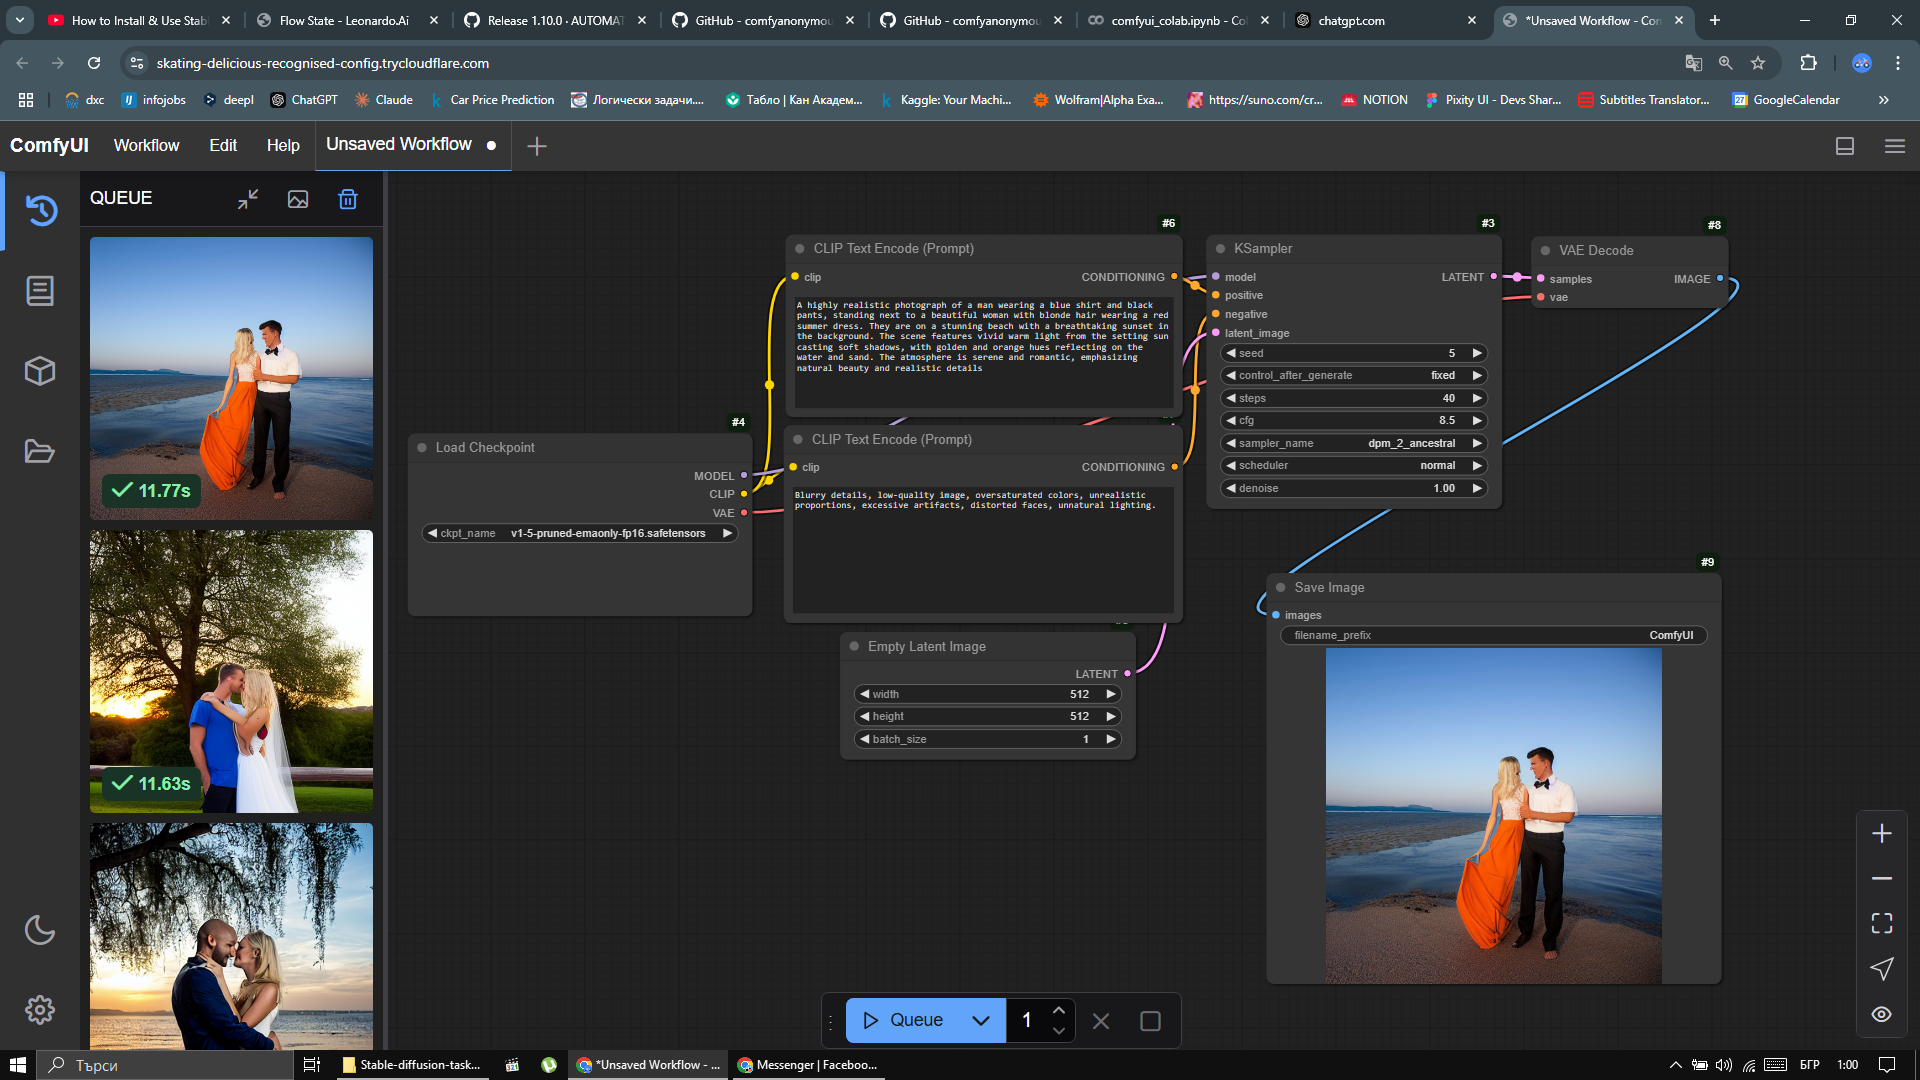 How to Install & Use Stab
Flow State - Leonardo.Ai
Release 1.10.0 · AUTOMAT
GitHub - comfyanonymou
GitHub - comfyanonymou
comfyui_colab.ipynb - Col
chatgpt.com
*Unsaved Workflow - Com
skating-delicious-recognised-config.trycloudflare.com
dxc
infojobs
deepl
ChatGPT
Claude
Car Price Prediction
Логически задачи....
Табло | Кан Академ...
Kaggle: Your Machi...
Wolfram|Alpha Exa...
https://suno.com/cr...
NOTION
Pixity UI - Devs Shar...
Subtitles Translator...
GoogleCalendar
ComfyUI
Workflow
Edit
Help
Unsaved Workflow
QUEUE
11.77s
11.63s
#4
Load Checkpoint
MODEL
CLIP
VAE
ckpt_name v1-5-pruned-emaonly-fp16.safetensors
#6
CLIP Text Encode (Prompt)
clip
CONDITIONING
A highly realistic photograph of a man wearing a blue shirt and black
pants, standing next to a beautiful woman with blonde hair wearing a red
summer dress. They are on a stunning beach with a breathtaking sunset in
the background. The scene features vivid warm light from the setting sun
casting soft shadows, with golden and orange hues reflecting on the
water and sand. The atmosphere is serene and romantic, emphasizing
natural beauty and realistic details
CLIP Text Encode (Prompt)
clip
CONDITIONING
Blurry details, low-quality image, oversaturated colors, unrealistic
proportions, excessive artifacts, distorted faces, unnatural lighting.
Empty Latent Image
LATENT
width 512
height 512
batch_size 1
#3
KSampler
model
LATENT
positive
negative
latent_image
seed 5
control_after_generate fixed
steps 40
cfg 8.5
sampler_name dpm_2_ancestral
scheduler normal
denoise 1.00
#8
VAE Decode
samples
IMAGE
vae
#9
Save Image
images
filename_prefix ComfyUI
Queue
1
Търси
Stable-diffusion-task...
*Unsaved Workflow - ...
Messenger | Faceboo...
БГР
1:00